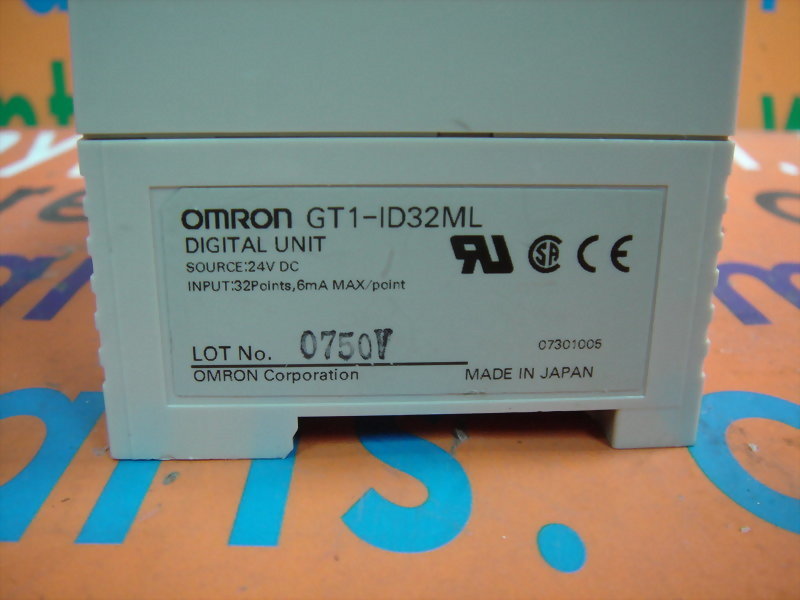 OMRON GT1-ID32ML
DIGITAL UNIT
SOURCE:24V DC
INPUT:32Points,6mA MAX/point
LOT No. 0750V
07301005
OMRON Corporation
MADE IN JAPAN